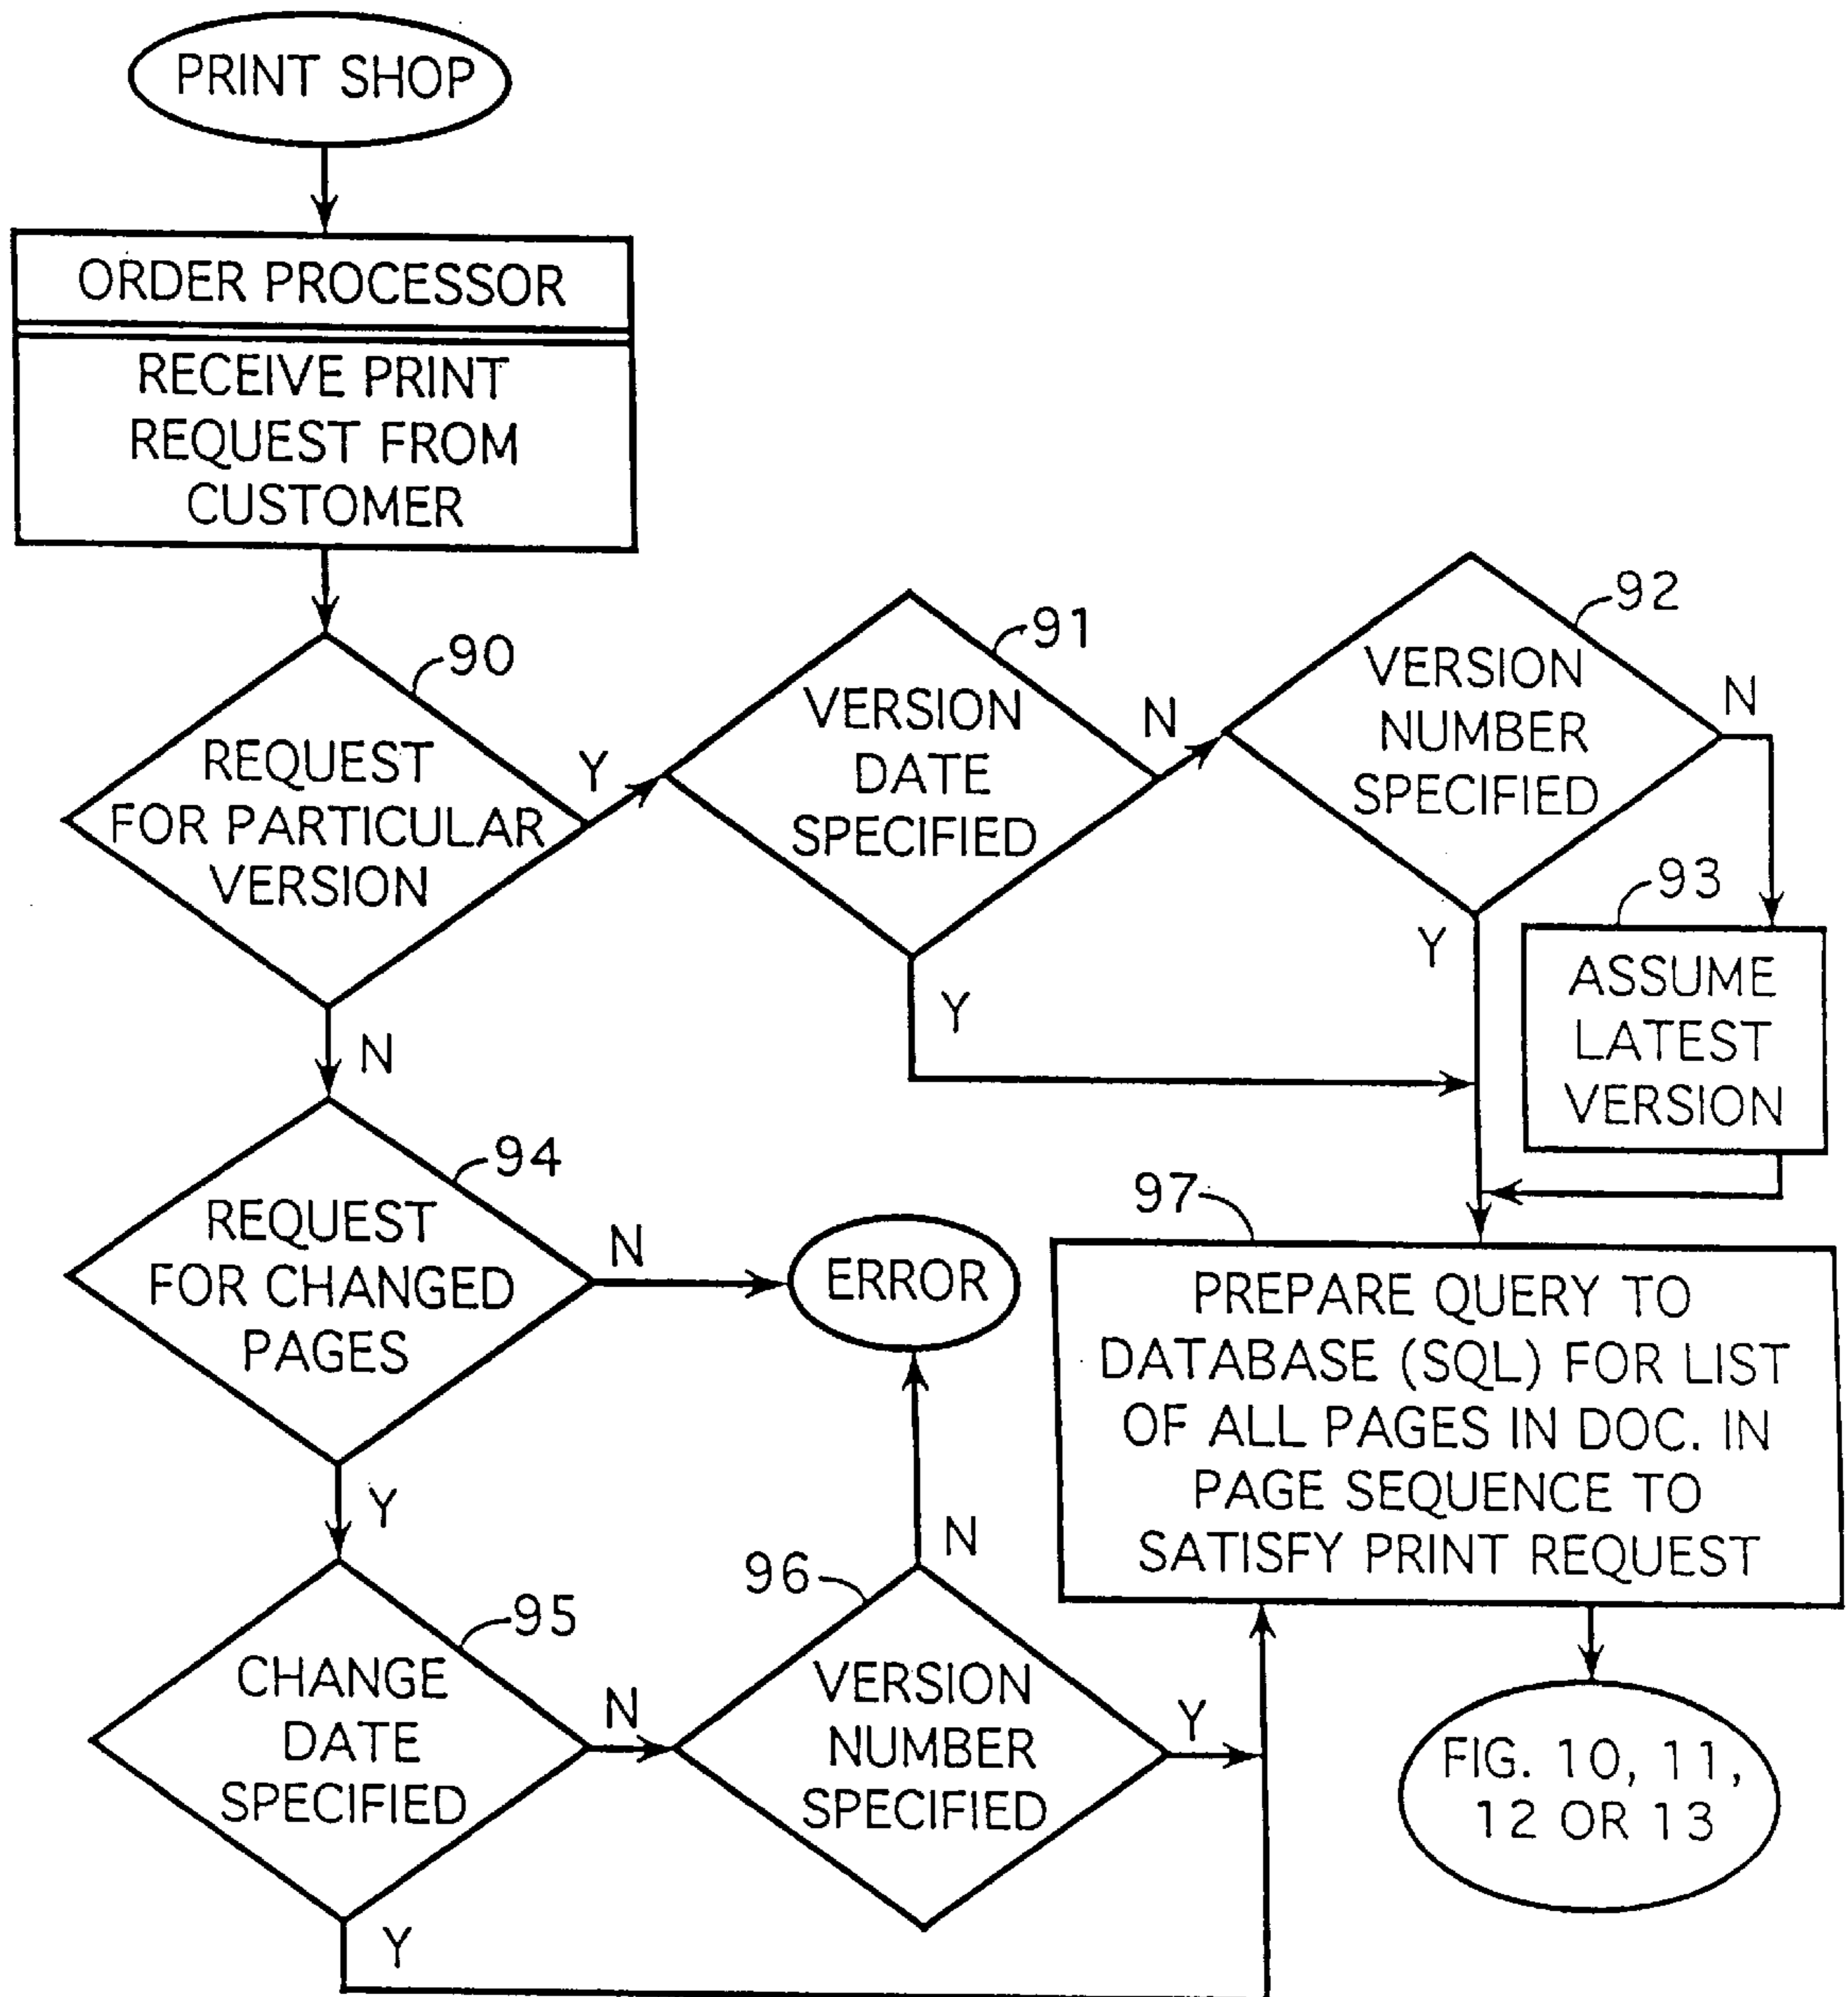 PRINT SHOP
ORDER PROCESSOR
RECEIVE PRINT
REQUEST FROM
CUSTOMER
90
REQUEST
FOR PARTICULAR
VERSION
Y
N
91
VERSION
DATE
SPECIFIED
N
Y
92
VERSION
NUMBER
SPECIFIED
N
Y
93
ASSUME
LATEST
VERSION
94
REQUEST
FOR CHANGED
PAGES
N
Y
ERROR
95
CHANGE
DATE
SPECIFIED
N
Y
96
VERSION
NUMBER
SPECIFIED
N
Y
97
PREPARE QUERY TO
DATABASE (SQL) FOR LIST
OF ALL PAGES IN DOC. IN
PAGE SEQUENCE TO
SATISFY PRINT REQUEST
FIG. 10, 11,
12 OR 13